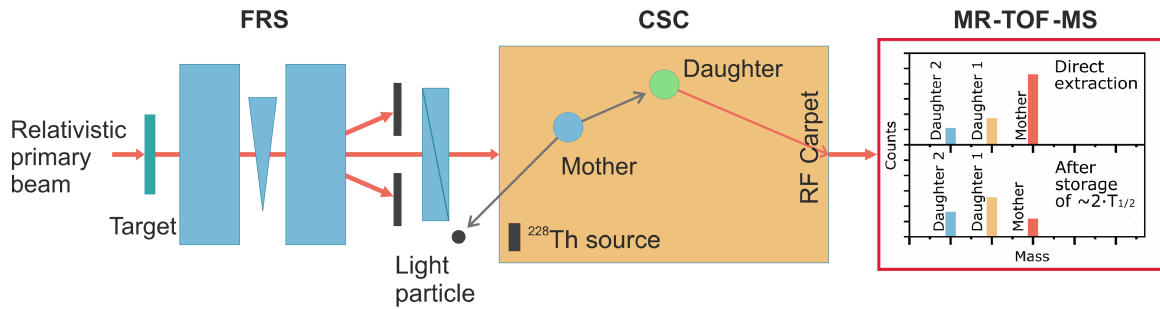 FRS
CSC
MR-TOF-MS
Relativistic
primary
beam
Target
Light
particle
Mother
Daughter
RF Carpet
²²⁸Th source
Counts
Daughter 2
Daughter 1
Mother
Direct
extraction
Daughter 2
Daughter 1
Mother
After
storage
of ~2·T₁/₂
Mass